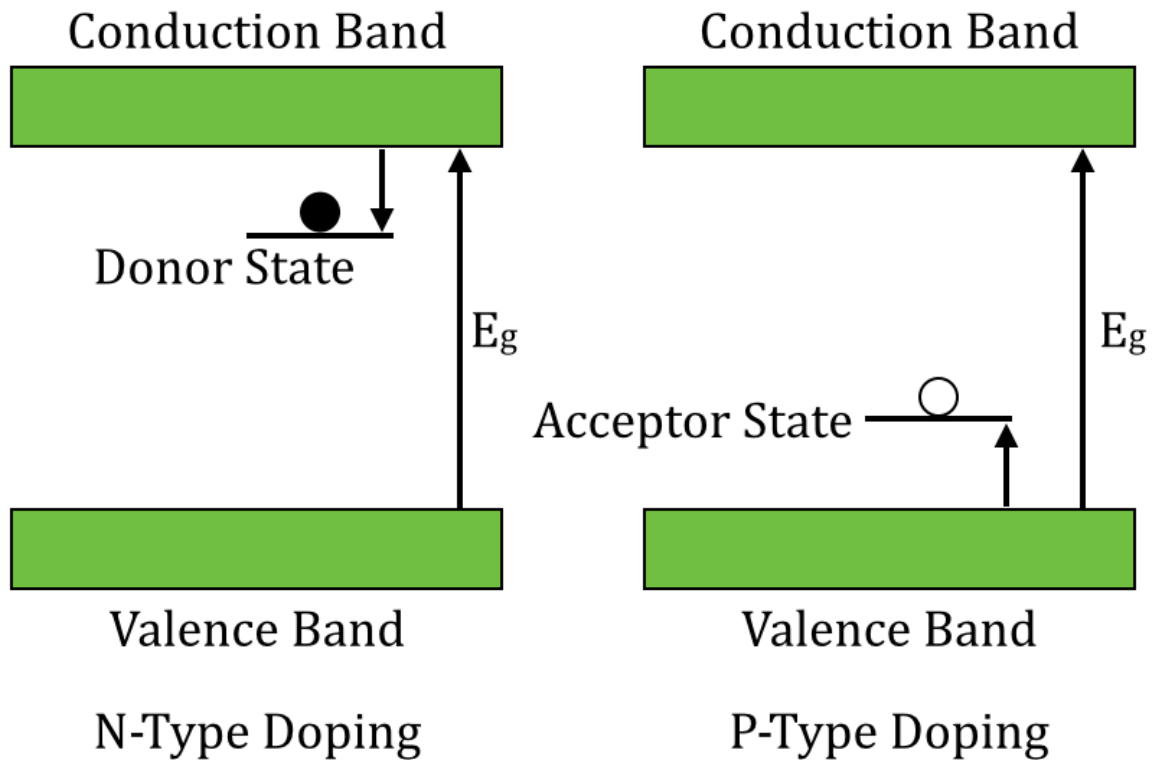 Conduction Band
Donor State
Eg
Valence Band
N-Type Doping
Conduction Band
Acceptor State
Eg
Valence Band
P-Type Doping